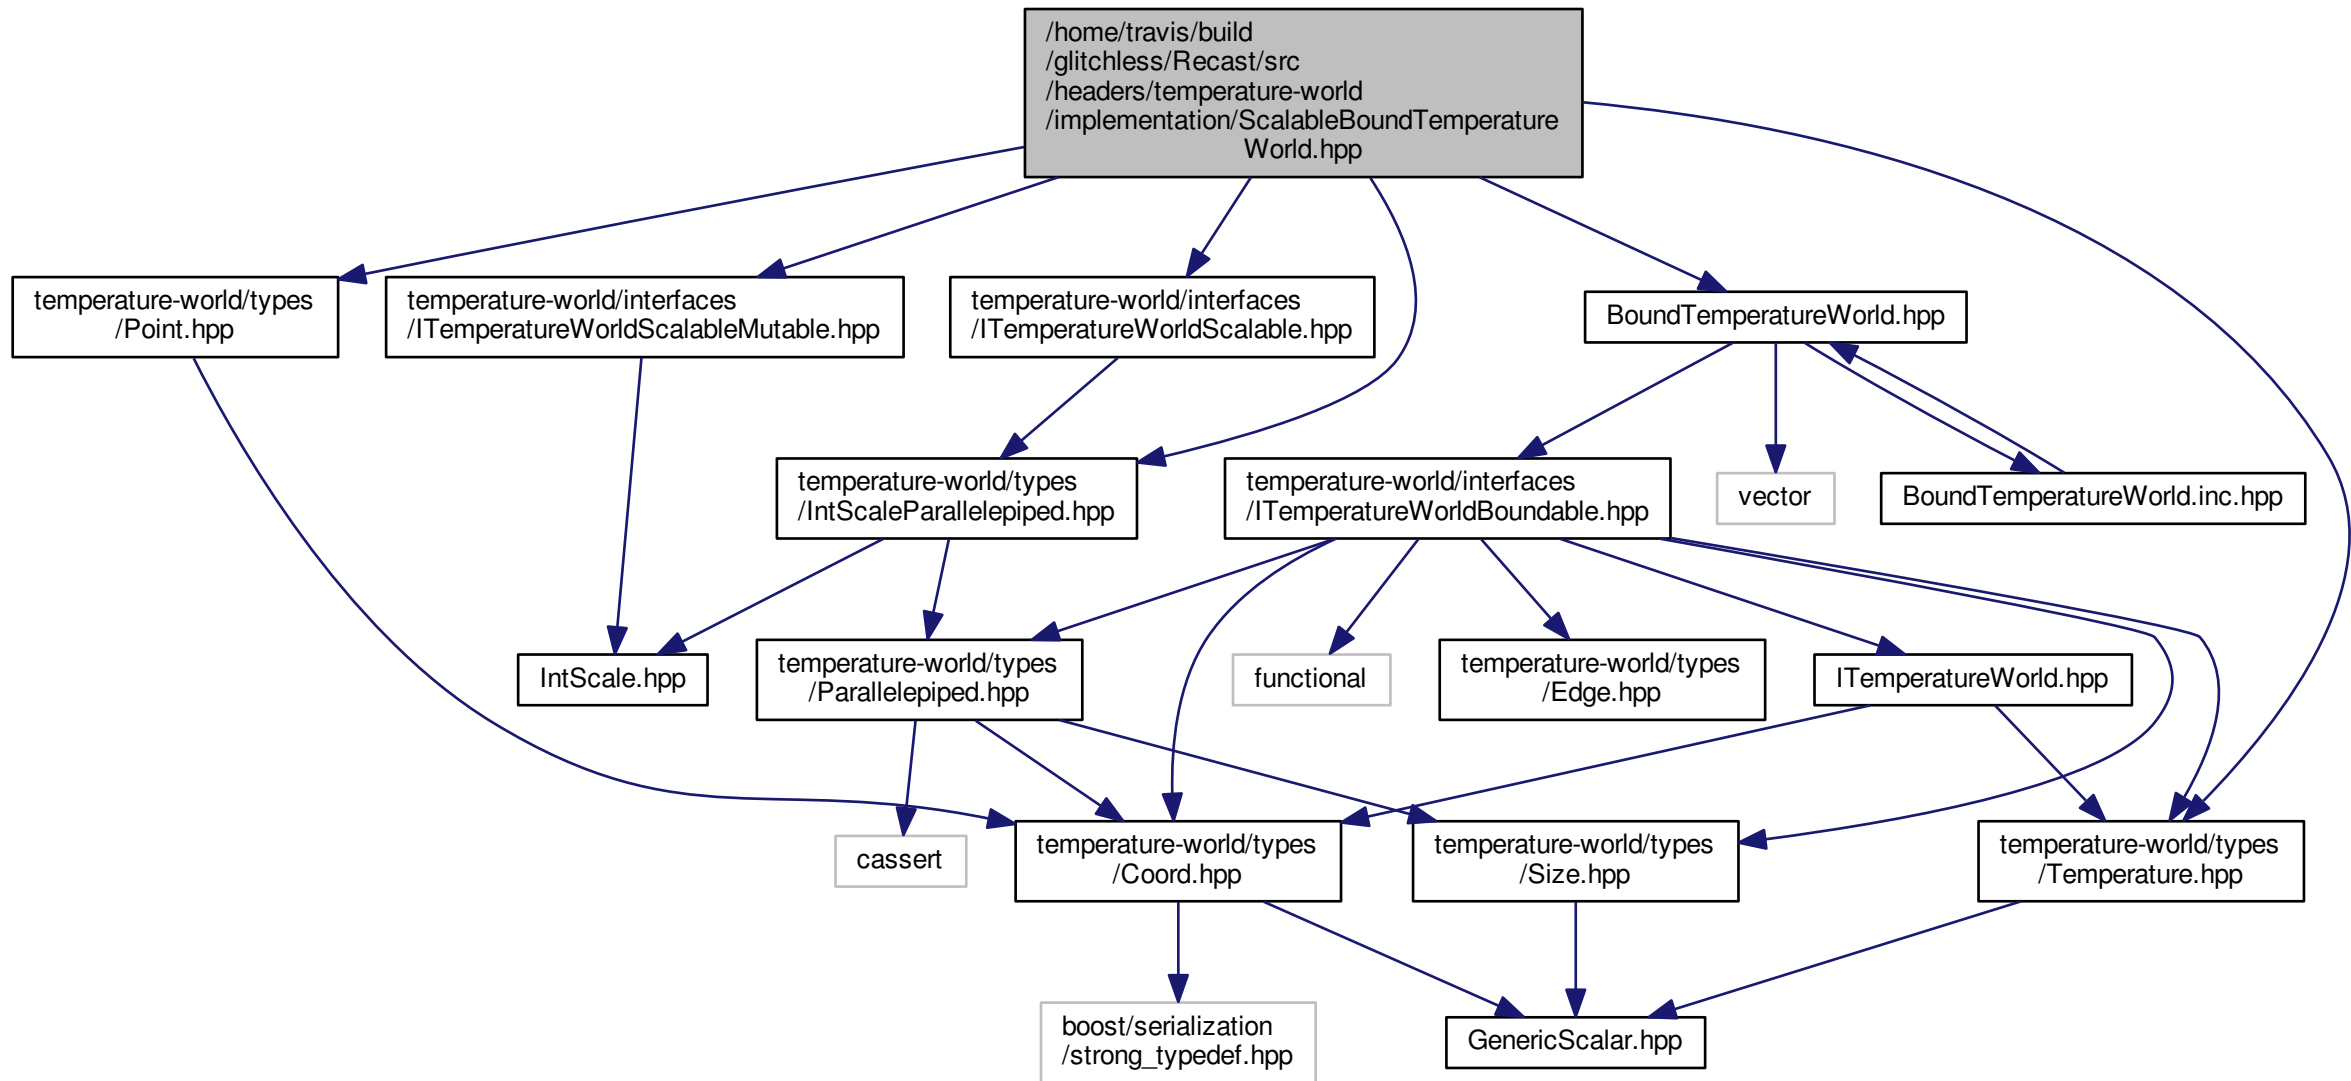 /home/travis/build
/glitchless/Recast/src
/headers/temperature-world
/implementation/ScalableBoundTemperature
World.hpp
temperature-world/types
/Point.hpp
temperature-world/interfaces
/ITemperatureWorldScalableMutable.hpp
temperature-world/interfaces
/ITemperatureWorldScalable.hpp
BoundTemperatureWorld.hpp
temperature-world/types
/IntScaleParallelepiped.hpp
temperature-world/interfaces
/ITemperatureWorldBoundable.hpp
vector
BoundTemperatureWorld.inc.hpp
IntScale.hpp
temperature-world/types
/Parallelepiped.hpp
functional
temperature-world/types
/Edge.hpp
ITemperatureWorld.hpp
cassert
temperature-world/types
/Coord.hpp
temperature-world/types
/Size.hpp
temperature-world/types
/Temperature.hpp
boost/serialization
/strong_typedef.hpp
GenericScalar.hpp